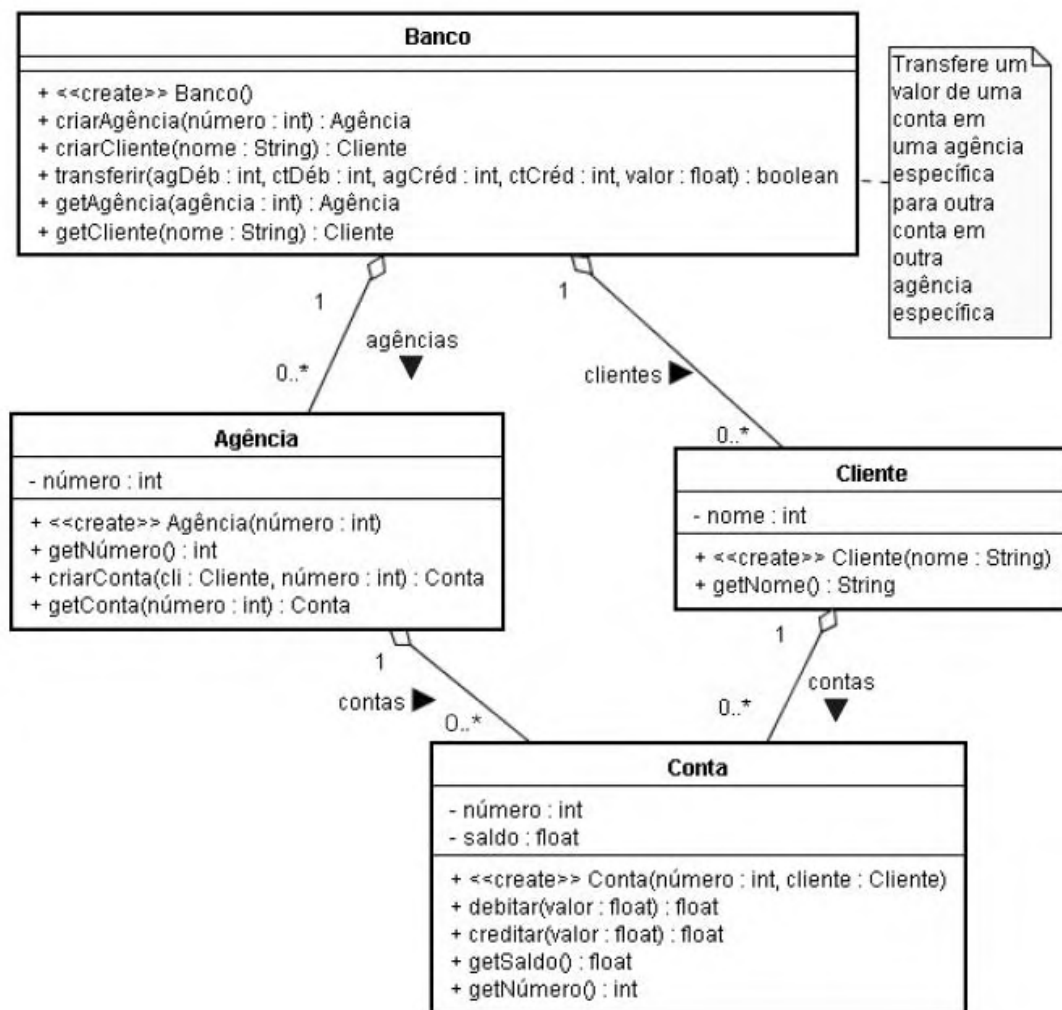 Banco
+ <<create>> Banco()
+ criarAgência(número : int) : Agência
+ criarCliente(nome : String) : Cliente
+ transferir(agDéb : int, ctDéb : int, agCréd : int, ctCréd : int, valor : float) : boolean
+ getAgência(agência : int) : Agência
+ getCliente(nome : String) : Cliente
Transfere um
valor de uma
conta em
uma agência
específica
para outra
conta em
outra
agência
específica
1
1
agências
clientes
0..*
0..*
Agência
- número : int
+ <<create>> Agência(número : int)
+ getNúmero() : int
+ criarConta(cli : Cliente, número : int) : Conta
+ getConta(número : int) : Conta
Cliente
- nome : int
+ <<create>> Cliente(nome : String)
+ getNome() : String
1
1
contas
contas
0..*
0..*
Conta
- número : int
- saldo : float
+ <<create>> Conta(número : int, cliente : Cliente)
+ debitar(valor : float) : float
+ creditar(valor : float) : float
+ getSaldo() : float
+ getNúmero() : int